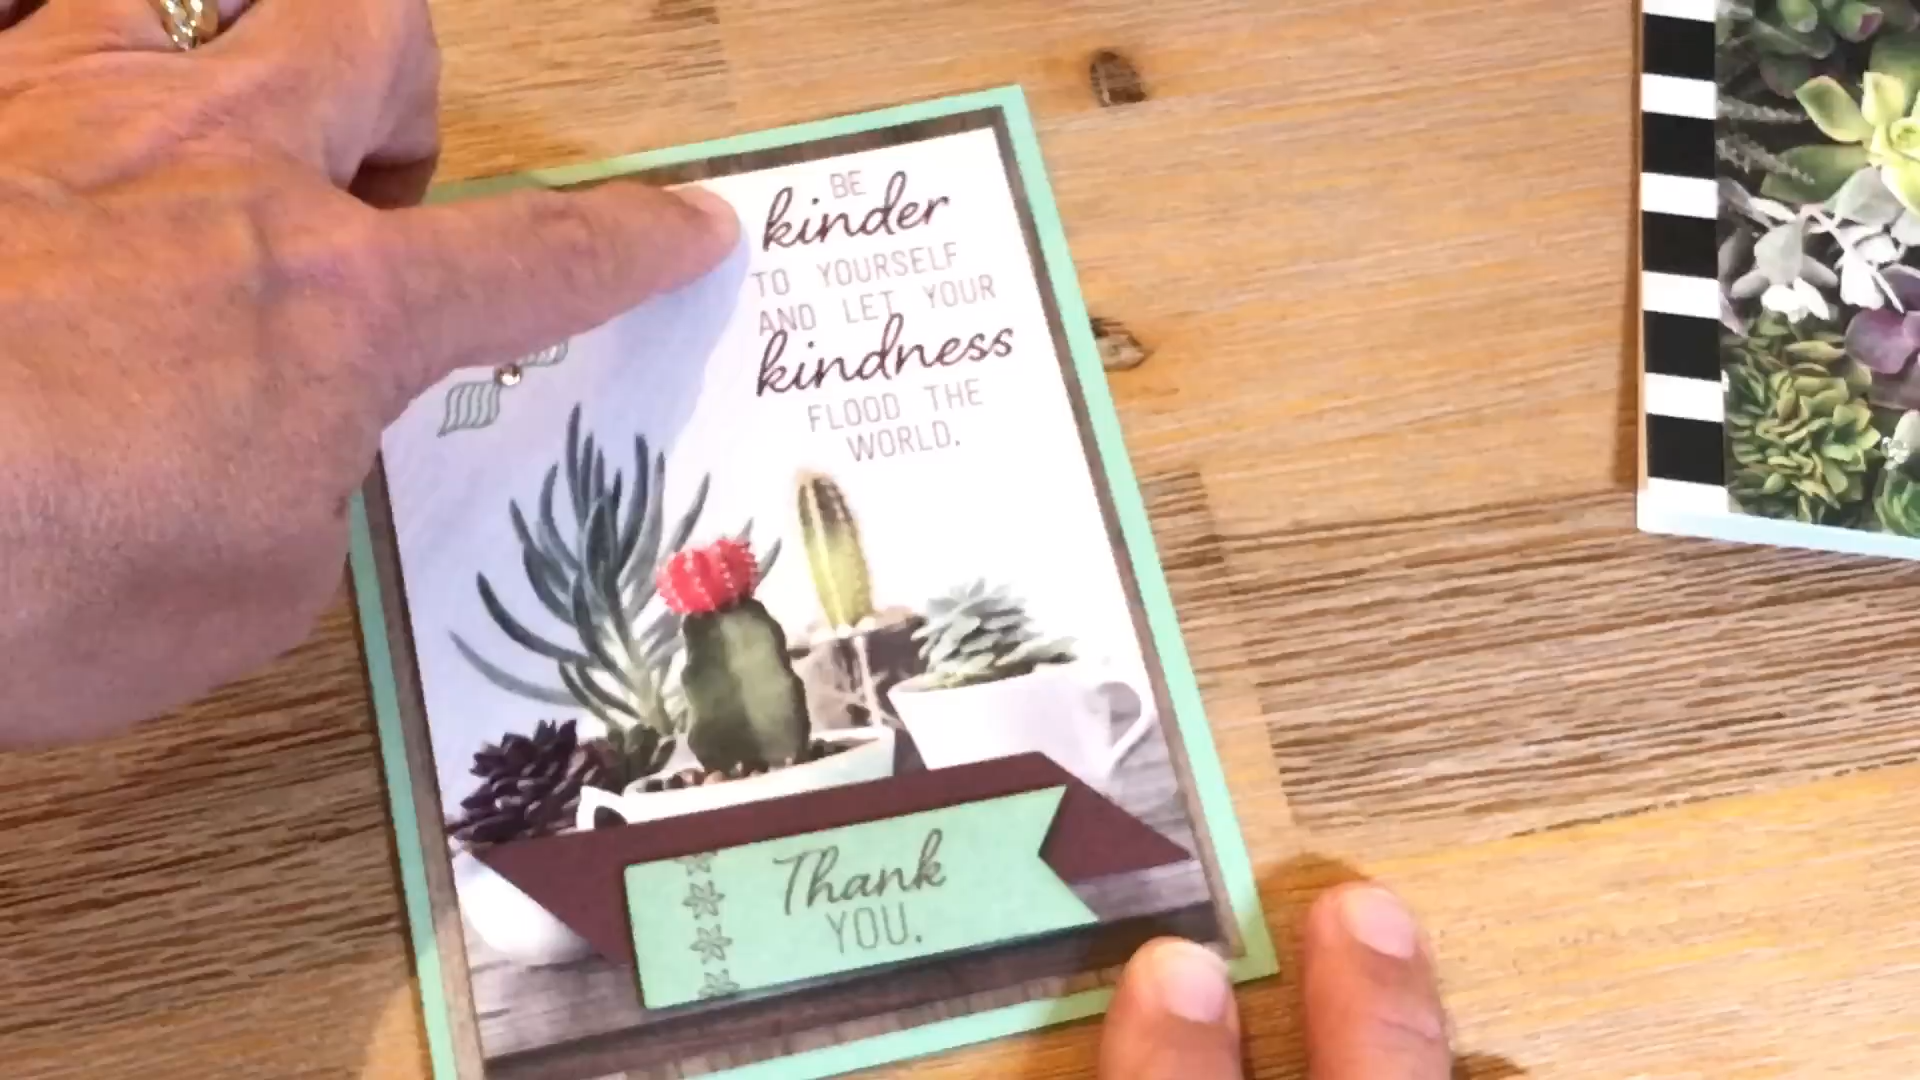 BE
kinder
TO YOURSELF
AND LET YOUR
kindness
FLOOD THE
WORLD.
Thank
YOU.